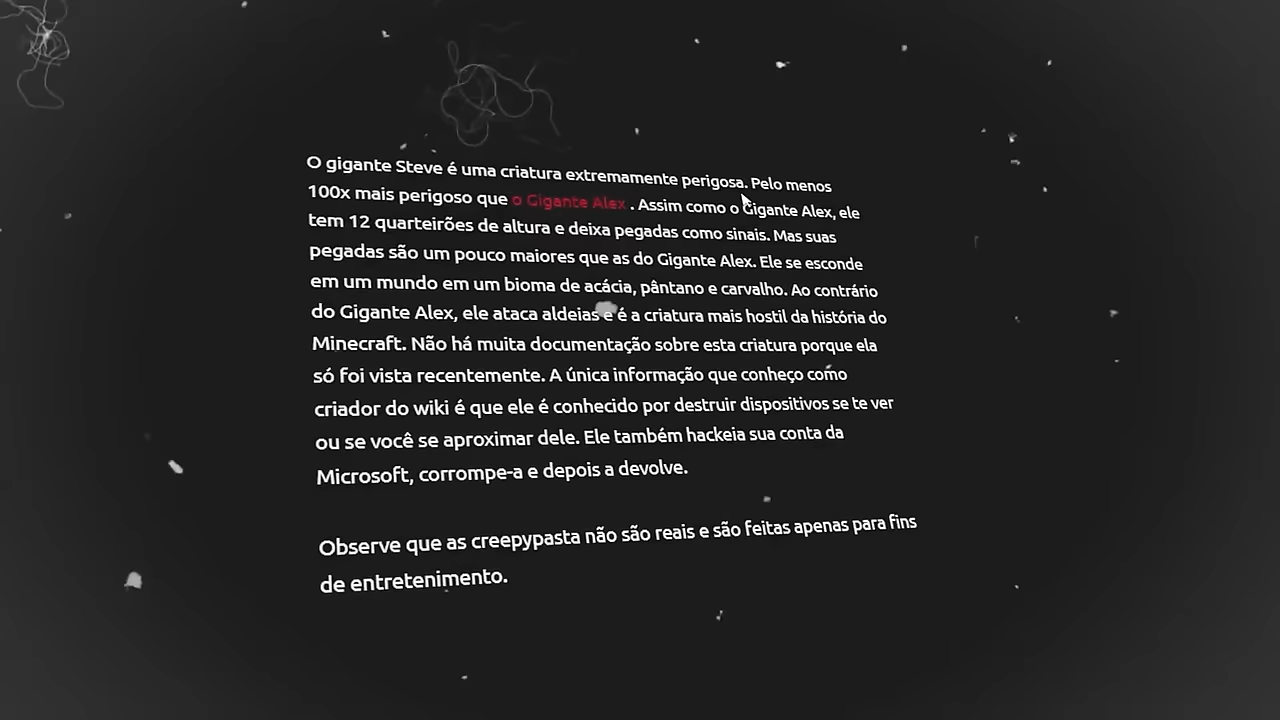 O gigante Steve é uma criatura extremamente perigosa. Pelo menos
100x mais perigoso que o Gigante Alex . Assim como o Gigante Alex, ele
tem 12 quarteirões de altura e deixa pegadas como sinais. Mas suas
pegadas são um pouco maiores que as do Gigante Alex. Ele se esconde
em um mundo em um bioma de acácia, pântano e carvalho. Ao contrário
do Gigante Alex, ele ataca aldeias e é a criatura mais hostil da história do
Minecraft. Não há muita documentação sobre esta criatura porque ela
só foi vista recentemente. A única informação que conheço como
criador do wiki é que ele é conhecido por destruir dispositivos se te ver
ou se você se aproximar dele. Ele também hackeia sua conta da
Microsoft, corrompe-a e depois a devolve.
Observe que as creepypasta não são reais e são feitas apenas para fins
de entretenimento.